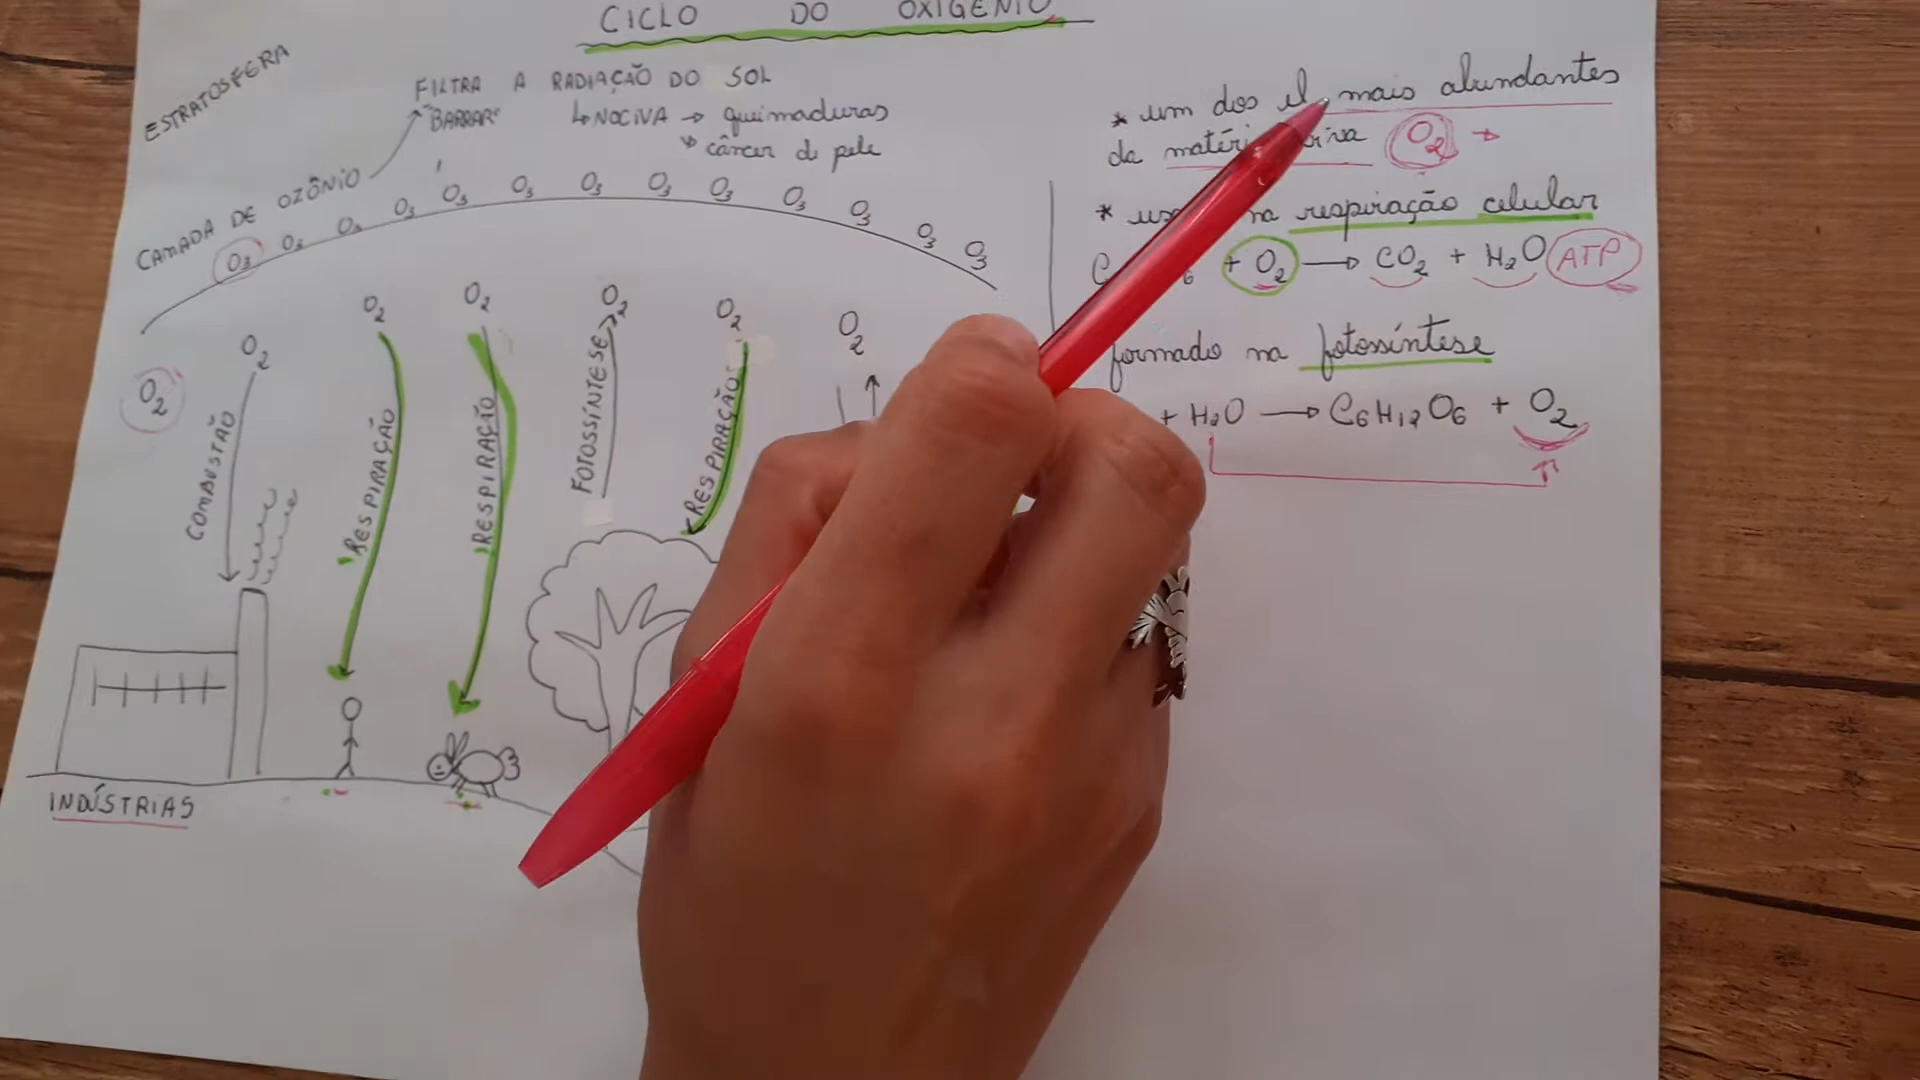 CICLO DO OXIGÊNIO
ESTRATOSFERA
FILTRA A RADIAÇÃO DO SOL
"BARRAR"
↳ NOCIVA → queimaduras
↘ câncer de pele
CAMADA DE OZÔNIO
O3 O3 O3 O3 O3 O3 O3 O3 O3 O3 O3 O3 O3
O2 O2 O2 O2 O2 O2
O2
COMBUSTÃO
RESPIRAÇÃO
RESPIRAÇÃO
FOTOSSÍNTESE
RESPIRAÇÃO
INDÚSTRIAS
* um dos el mais abundantes
da O2 →
* na respiração celular
C 6 + O2 → CO2 + H2O ATP
formado na fotossíntese
+ H2O → C6H12O6 + O2